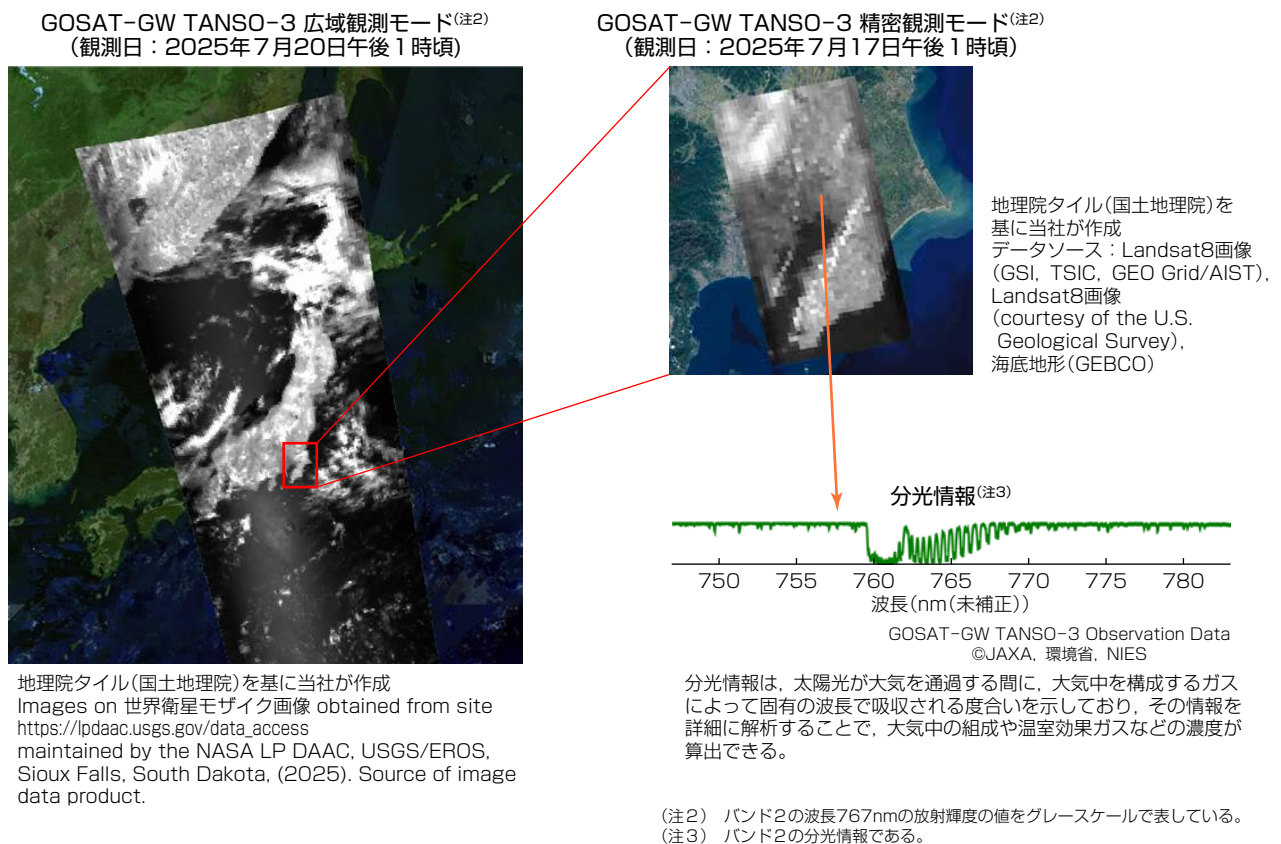 GOSAT-GW TANSO-3 広域観測モード(注2)
(観測日：2025年7月20日午後1時頃)
GOSAT-GW TANSO-3 精密観測モード(注2)
(観測日：2025年7月17日午後1時頃)
地理院タイル(国土地理院)を
基に当社が作成
データソース：Landsat8画像
(GSI, TSIC, GEO Grid/AIST),
Landsat8画像
(courtesy of the U.S.
Geological Survey),
海底地形(GEBCO)
分光情報(注3)
750 755 760 765 770 775 780
波長(nm(未補正))
GOSAT-GW TANSO-3 Observation Data
©JAXA, 環境省, NIES
地理院タイル(国土地理院)を基に当社が作成
Images on 世界衛星モザイク画像 obtained from site
https://lpdaac.usgs.gov/data_access
maintained by the NASA LP DAAC, USGS/EROS,
Sioux Falls, South Dakota, (2025). Source of image
data product.
分光情報は，太陽光が大気を通過する間に，大気中を構成するガス
によって固有の波長で吸収される度合いを示しており，その情報を
詳細に解析することで，大気中の組成や温室効果ガスなどの濃度が
算出できる。
(注2) バンド2の波長767nmの放射輝度の値をグレースケールで表している。
(注3) バンド2の分光情報である。